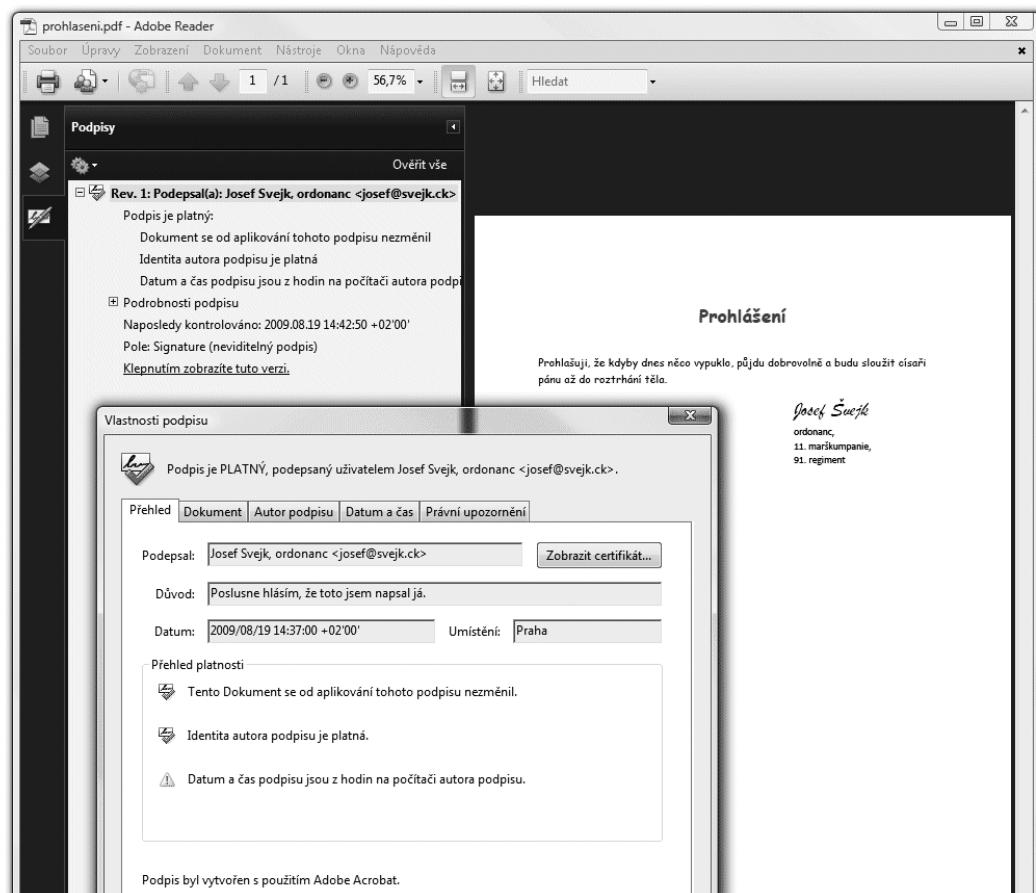 prohlaseni.pdf - Adobe Reader
Soubor Úpravy Zobrazení Dokument Nástroje Okna Nápověda
1 /1 56,7% Hledat
Podpisy
Ověřit vše
Rev. 1: Podepsal(a): Josef Svejk, ordonanc <josef@svejk.ck>
Podpis je platný:
Dokument se od aplikování tohoto podpisu nezměnil
Identita autora podpisu je platná
Datum a čas podpisu jsou z hodin na počítači autora podpi
Podrobnosti podpisu
Naposledy kontrolováno: 2009.08.19 14:42:50 +02'00'
Pole: Signature (neviditelný podpis)
Klepnutím zobrazíte tuto verzi.
Prohlášení
Prohlašuji, že kdyby dnes něco vypuklo, půjdu dobrovolně a budu sloužit císaři
pánu až do roztrhání těla.
Josef Švejk
ordonanc,
11. marškumpanie,
91. regiment
Vlastnosti podpisu
Podpis je PLATNÝ, podepsaný uživatelem Josef Svejk, ordonanc <josef@svejk.ck>.
Přehled Dokument Autor podpisu Datum a čas Právní upozornění
Podepsal: Josef Svejk, ordonanc <josef@svejk.ck> Zobrazit certifikát...
Důvod: Poslusne hlásím, že toto jsem napsal já.
Datum: 2009/08/19 14:37:00 +02'00' Umístění: Praha
Přehled platnosti
Tento Dokument se od aplikování tohoto podpisu nezměnil.
Identita autora podpisu je platná.
Datum a čas podpisu jsou z hodin na počítači autora podpisu.
Podpis byl vytvořen s použitím Adobe Acrobat.